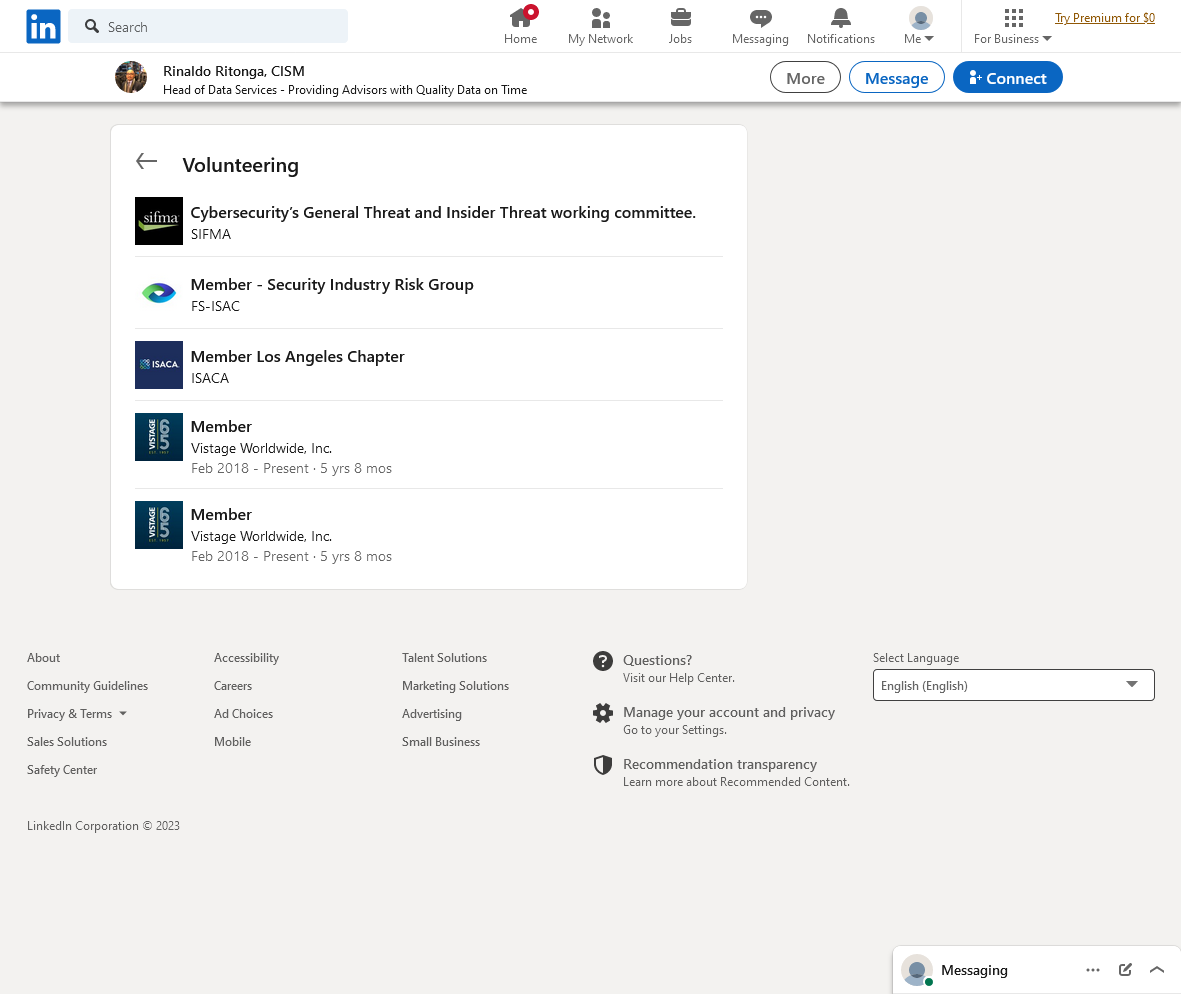 in
Search
Home
My Network
Jobs
Messaging
Notifications
Me
For Business
Try Premium for $0
Rinaldo Ritonga, CISM
Head of Data Services - Providing Advisors with Quality Data on Time
More
Message
Connect
Volunteering
sifma
Cybersecurity's General Threat and Insider Threat working committee.
SIFMA
Member - Security Industry Risk Group
FS-ISAC
ISACA
Member Los Angeles Chapter
ISACA
VISTAGE 65
Member
Vistage Worldwide, Inc.
Feb 2018 - Present · 5 yrs 8 mos
VISTAGE 65
Member
Vistage Worldwide, Inc.
Feb 2018 - Present · 5 yrs 8 mos
About
Community Guidelines
Privacy & Terms
Sales Solutions
Safety Center
Accessibility
Careers
Ad Choices
Mobile
Talent Solutions
Marketing Solutions
Advertising
Small Business
Questions?
Visit our Help Center.
Manage your account and privacy
Go to your Settings.
Recommendation transparency
Learn more about Recommended Content.
Select Language
English (English)
LinkedIn Corporation © 2023
Messaging